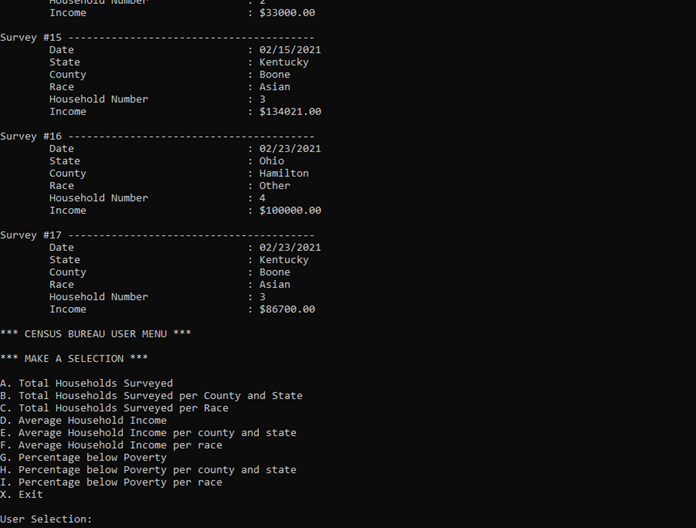 Household Number : 2
Income : $33000.00
Survey #15 ----------------------------------------
Date : 02/15/2021
State : Kentucky
County : Boone
Race : Asian
Household Number : 3
Income : $134021.00
Survey #16 ----------------------------------------
Date : 02/23/2021
State : Ohio
County : Hamilton
Race : Other
Household Number : 4
Income : $100000.00
Survey #17 ----------------------------------------
Date : 02/23/2021
State : Kentucky
County : Boone
Race : Asian
Household Number : 3
Income : $86700.00
*** CENSUS BUREAU USER MENU ***
*** MAKE A SELECTION ***
A. Total Households Surveyed
B. Total Households Surveyed per County and State
C. Total Households Surveyed per Race
D. Average Household Income
E. Average Household Income per county and state
F. Average Household Income per race
G. Percentage below Poverty
H. Percentage below Poverty per county and state
I. Percentage below Poverty per race
X. Exit
User Selection: